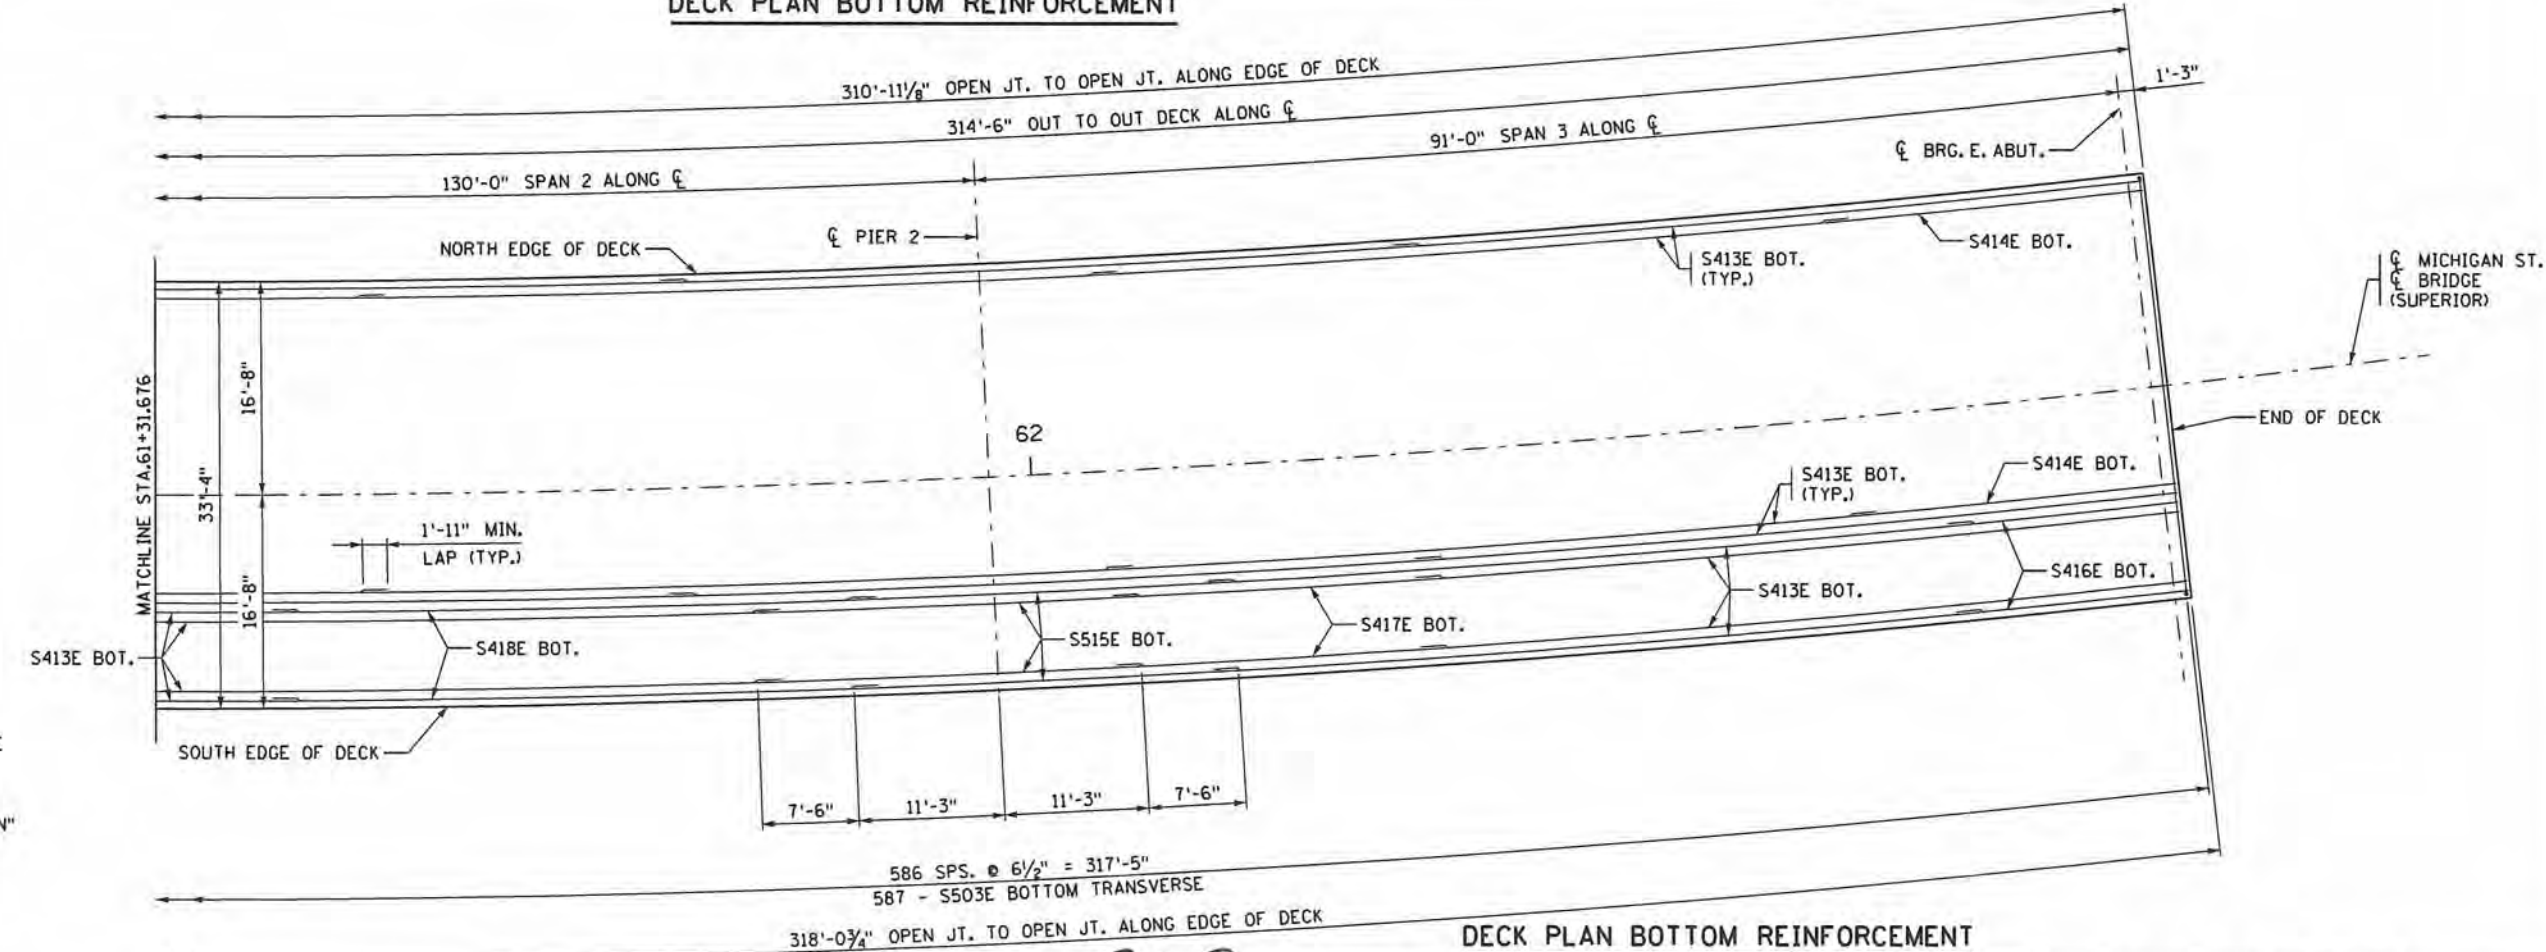 DECK PLAN BOTTOM REINFORCEMENT
310'-11⅛" OPEN JT. TO OPEN JT. ALONG EDGE OF DECK
314'-6" OUT TO OUT DECK ALONG ℄
1'-3"
91'-0" SPAN 3 ALONG ℄
130'-0" SPAN 2 ALONG ℄
℄ BRG. E. ABUT.
℄ PIER 2
NORTH EDGE OF DECK
S414E BOT.
S413E BOT.
(TYP.)
℄ MICHIGAN ST.
℄ BRIDGE
(SUPERIOR)
MATCHLINE STA.61+31.676
33'-4"
16'-8"
16'-8"
62
END OF DECK
S413E BOT.
(TYP.)
S414E BOT.
1'-11" MIN.
LAP (TYP.)
S416E BOT.
S413E BOT.
S417E BOT.
S515E BOT.
S418E BOT.
S413E BOT.
SOUTH EDGE OF DECK
7'-6"
11'-3"
11'-3"
7'-6"
586 SPS. @ 6½" = 317'-5"
587 - S503E BOTTOM TRANSVERSE
318'-0¾" OPEN JT. TO OPEN JT. ALONG EDGE OF DECK
DECK PLAN BOTTOM REINFORCEMENT